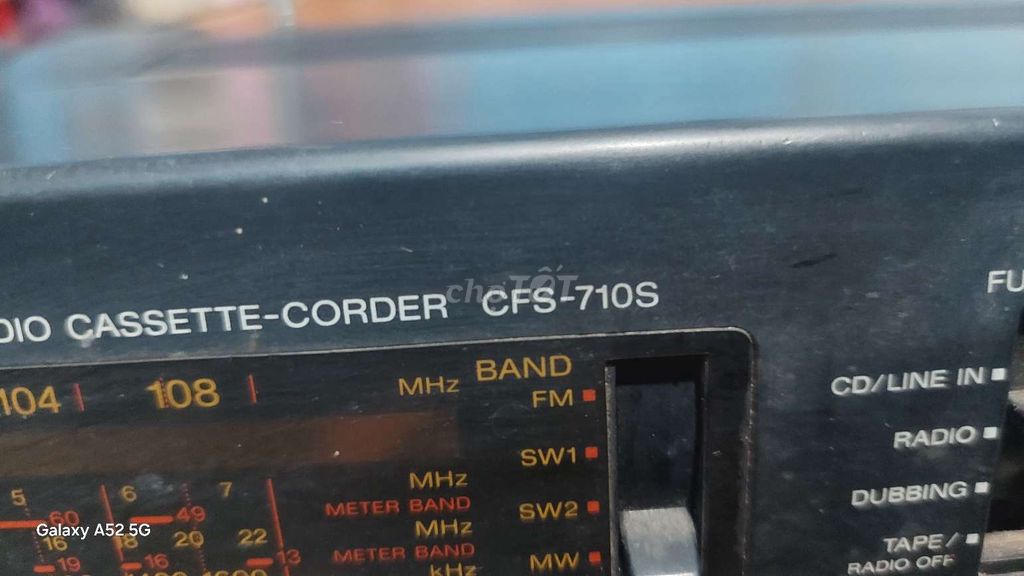 DIO CASSETTE-CORDER CFS-710S
chợTỐT
FU
104 108 MHz BAND
FM
CD/LINE IN
RADIO
SW1
5 6 7 MHz
60 49 METER BAND
SW2
DUBBING
16 18 20 22 MHz
19 16 13 METER BAND
MW
TAPE/
RADIO OFF
kHz
Galaxy A52 5G